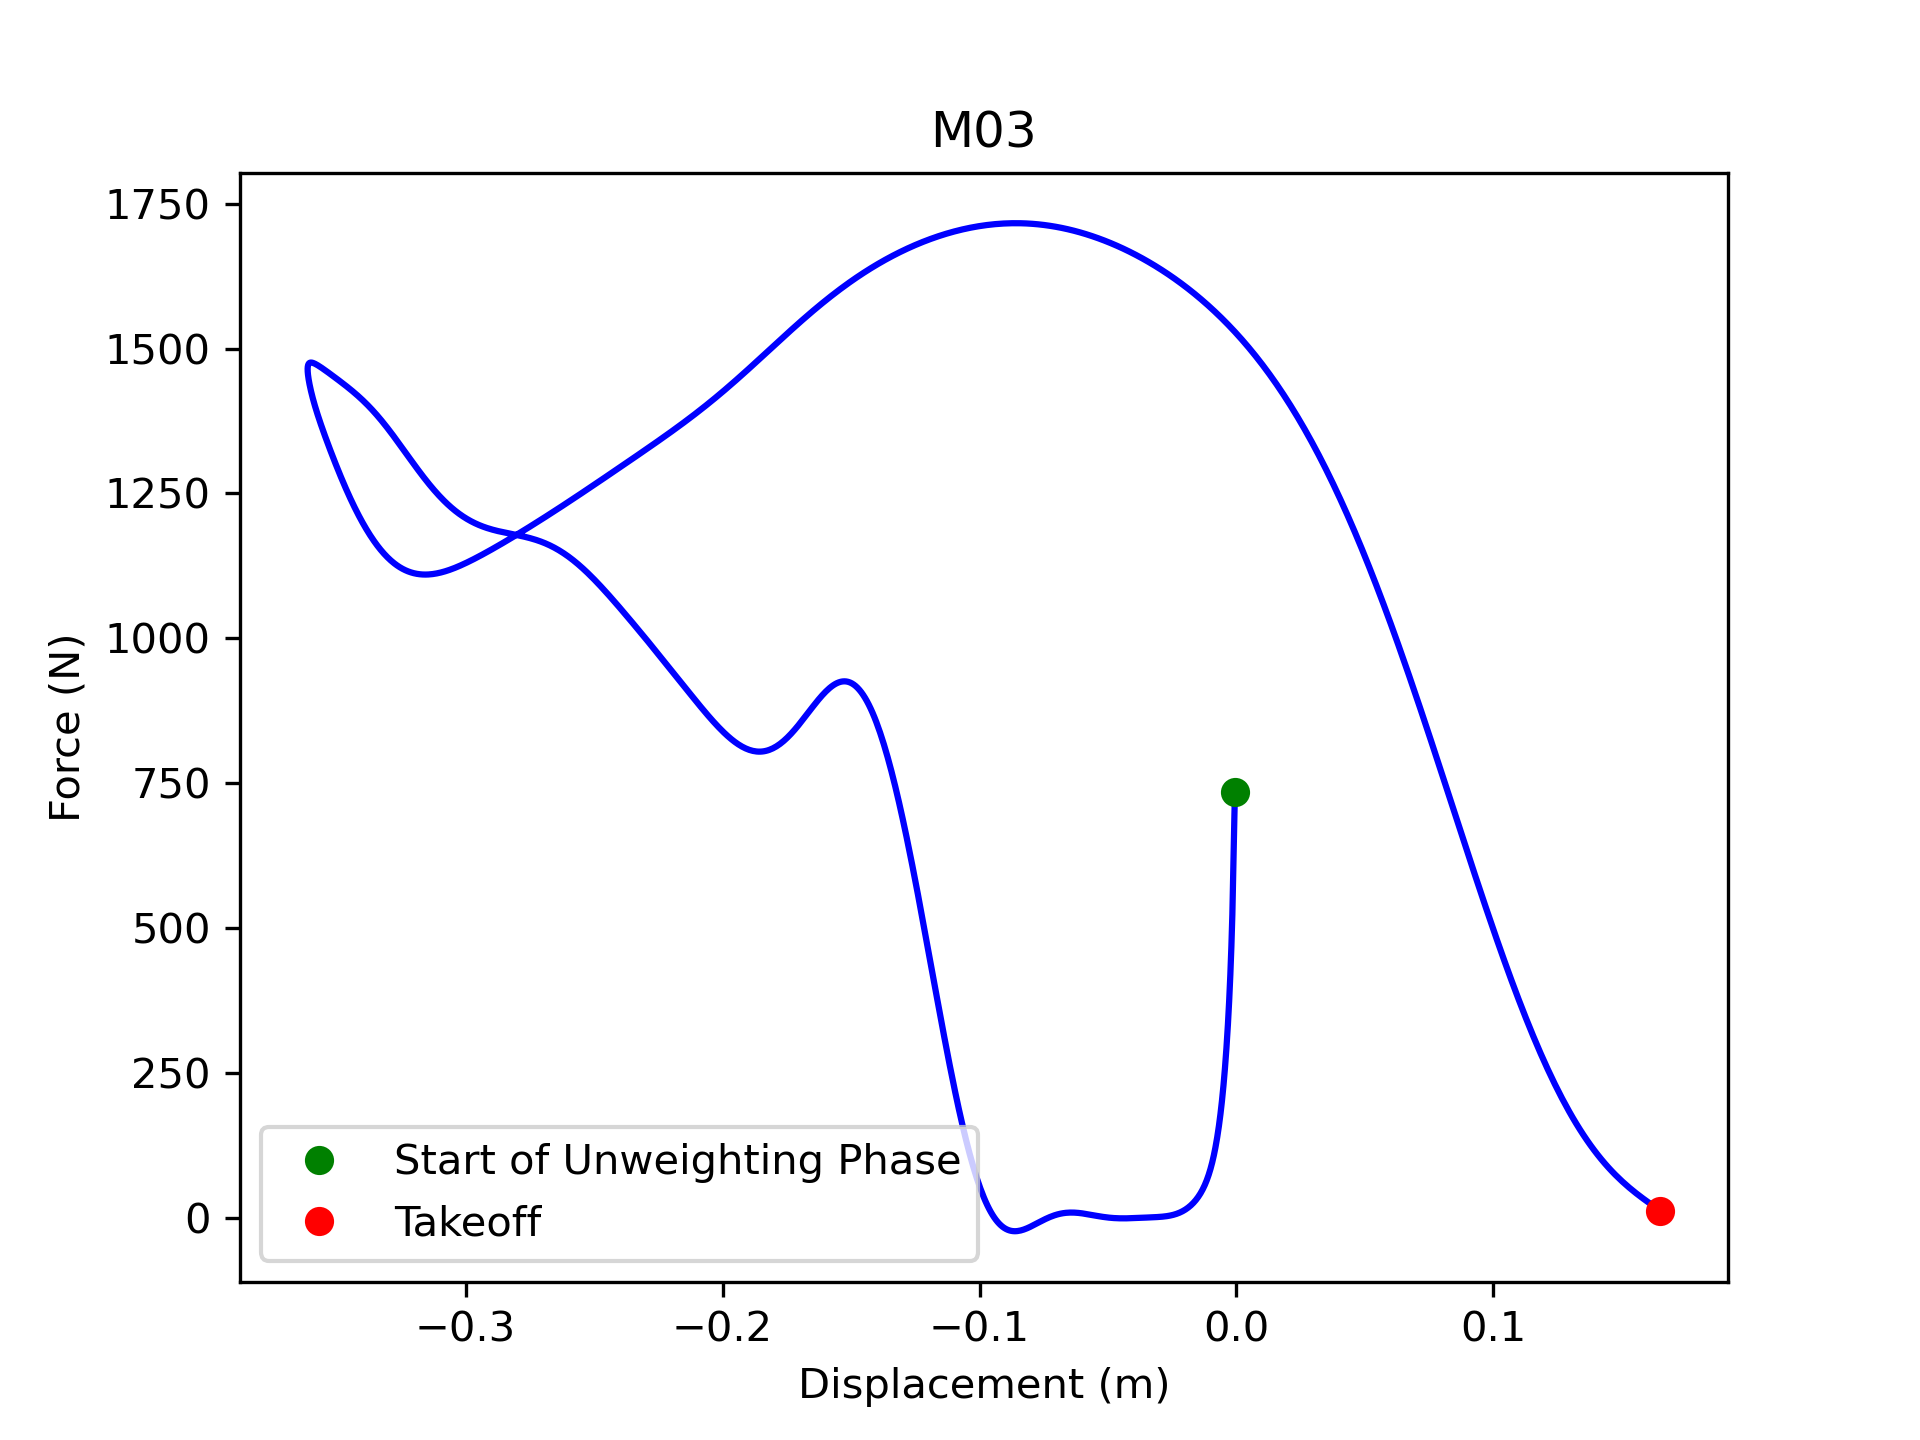 M03
1750
1500
1250
1000
750
500
250
0
Force (N)
Start of Unweighting Phase
Takeoff
−0.3
−0.2
−0.1
0.0
0.1
Displacement (m)